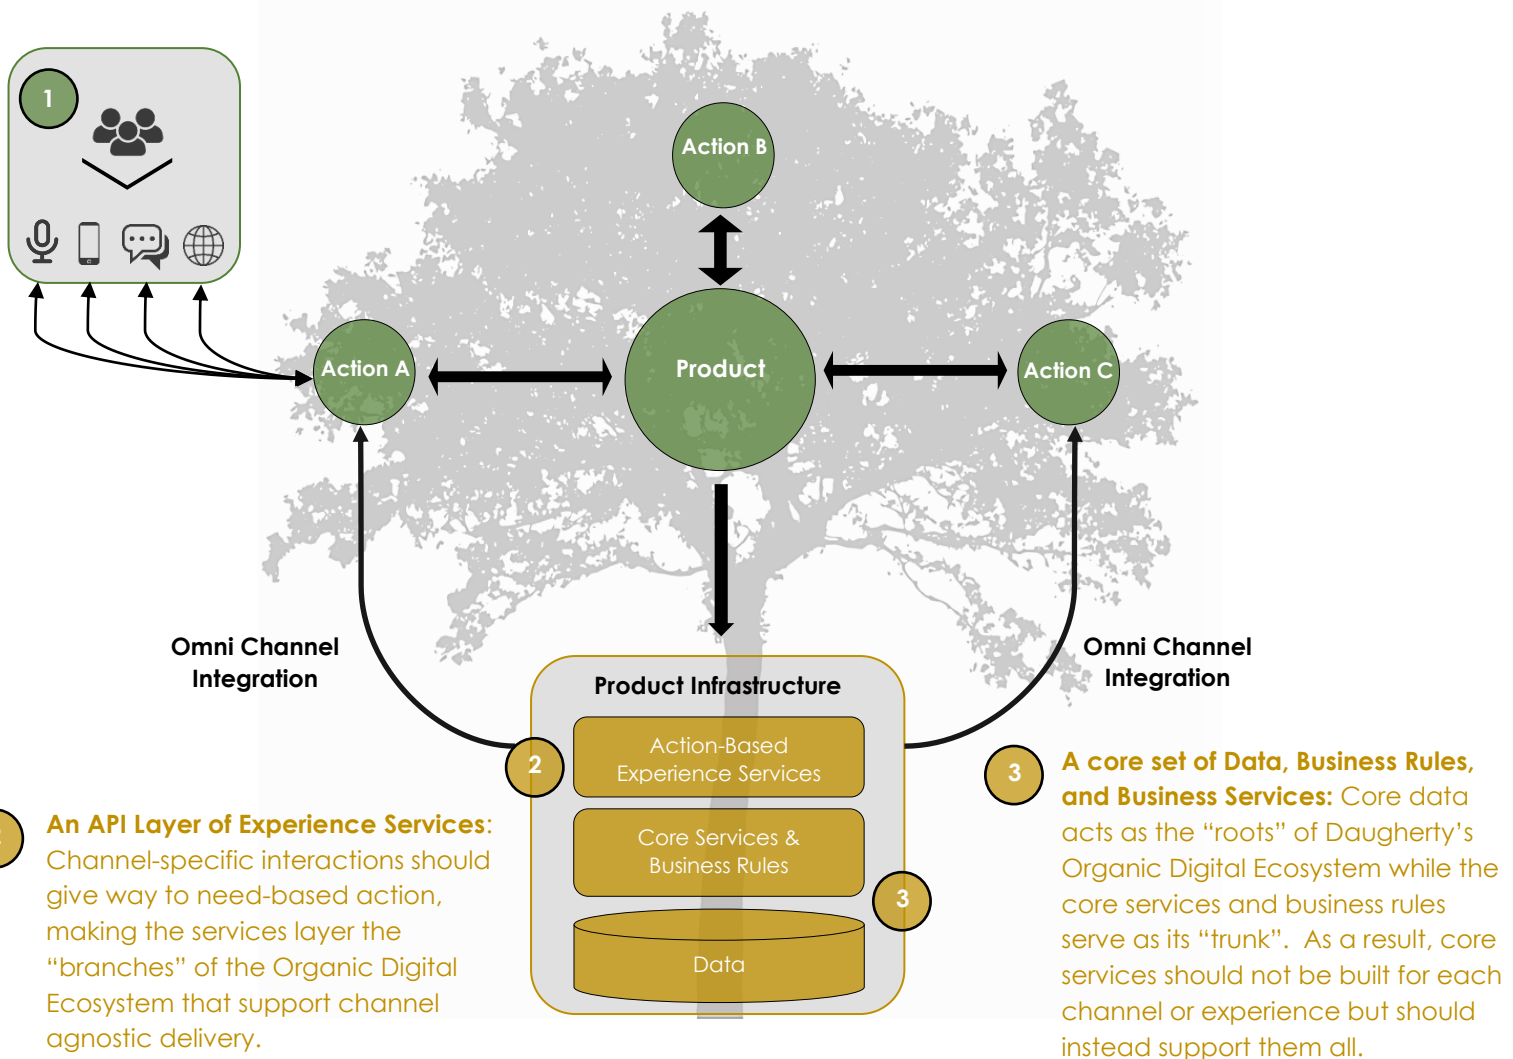 1
Action B
Action A
Product
Action C
Omni Channel
Integration
Omni Channel
Integration
Product Infrastructure
2
Action-Based
Experience Services
Core Services &
Business Rules
3
Data
An API Layer of Experience Services:
Channel-specific interactions should
give way to need-based action,
making the services layer the
“branches” of the Organic Digital
Ecosystem that support channel
agnostic delivery.
3
A core set of Data, Business Rules,
and Business Services: Core data
acts as the “roots” of Daugherty’s
Organic Digital Ecosystem while the
core services and business rules
serve as its “trunk”.  As a result, core
services should not be built for each
channel or experience but should
instead support them all.